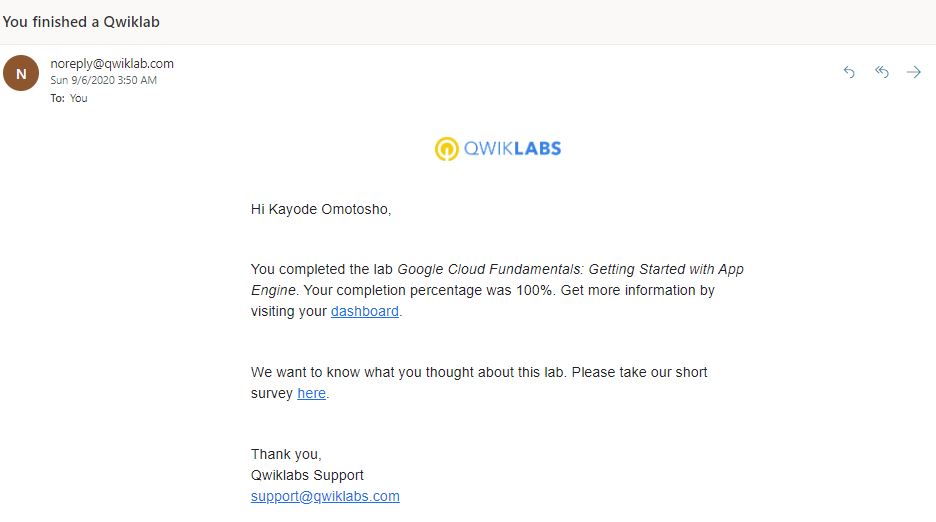 You finished a Qwiklab
N
noreply@qwiklab.com
Sun 9/6/2020 3:50 AM
To: You
QWIKLABS
Hi Kayode Omotosho,
You completed the lab Google Cloud Fundamentals: Getting Started with App
Engine. Your completion percentage was 100%. Get more information by
visiting your dashboard.
We want to know what you thought about this lab. Please take our short
survey here.
Thank you,
Qwiklabs Support
support@qwiklabs.com